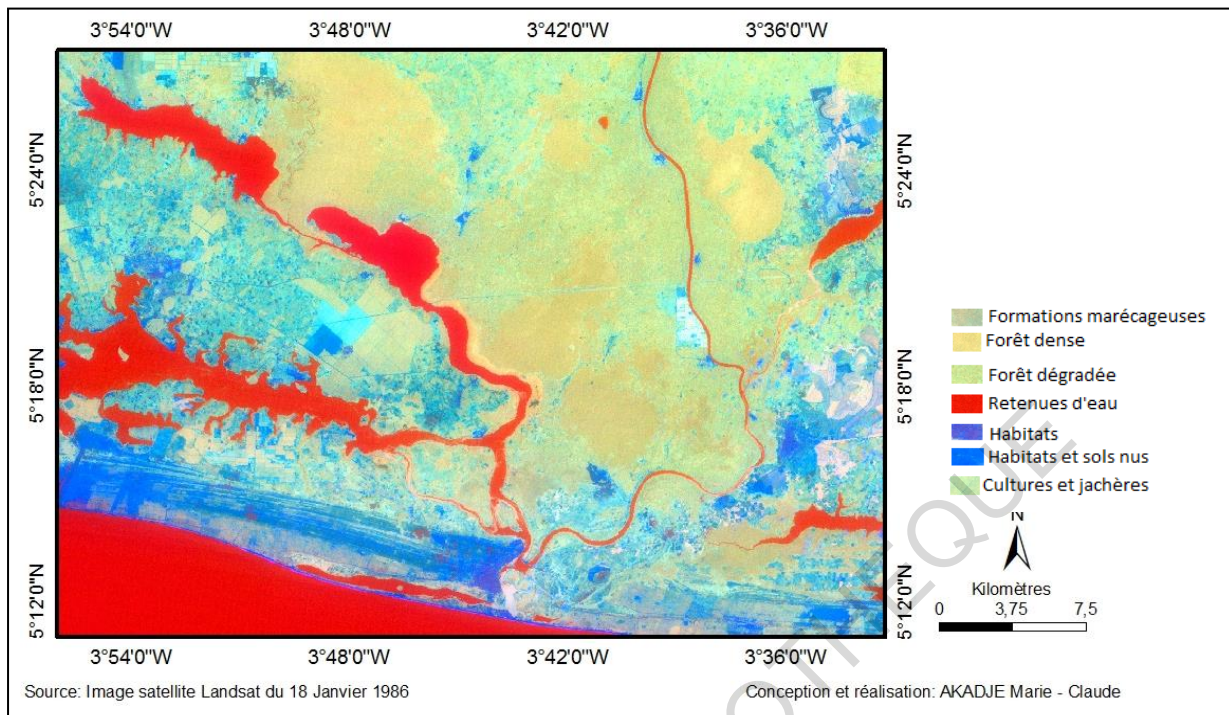 3°54'0"W 3°48'0"W 3°42'0"W 3°36'0"W
5°24'0"N
5°18'0"N
5°12'0"N
5°24'0"N
5°18'0"N
5°12'0"N
Formations marécageuses
Forêt dense
Forêt dégradée
Retenues d'eau
Habitats
Habitats et sols nus
Cultures et jachères
N
Kilomètres
0 3,75 7,5
3°54'0"W 3°48'0"W 3°42'0"W 3°36'0"W
Source: Image satellite Landsat du 18 Janvier 1986
Conception et réalisation: AKADJE Marie - Claude